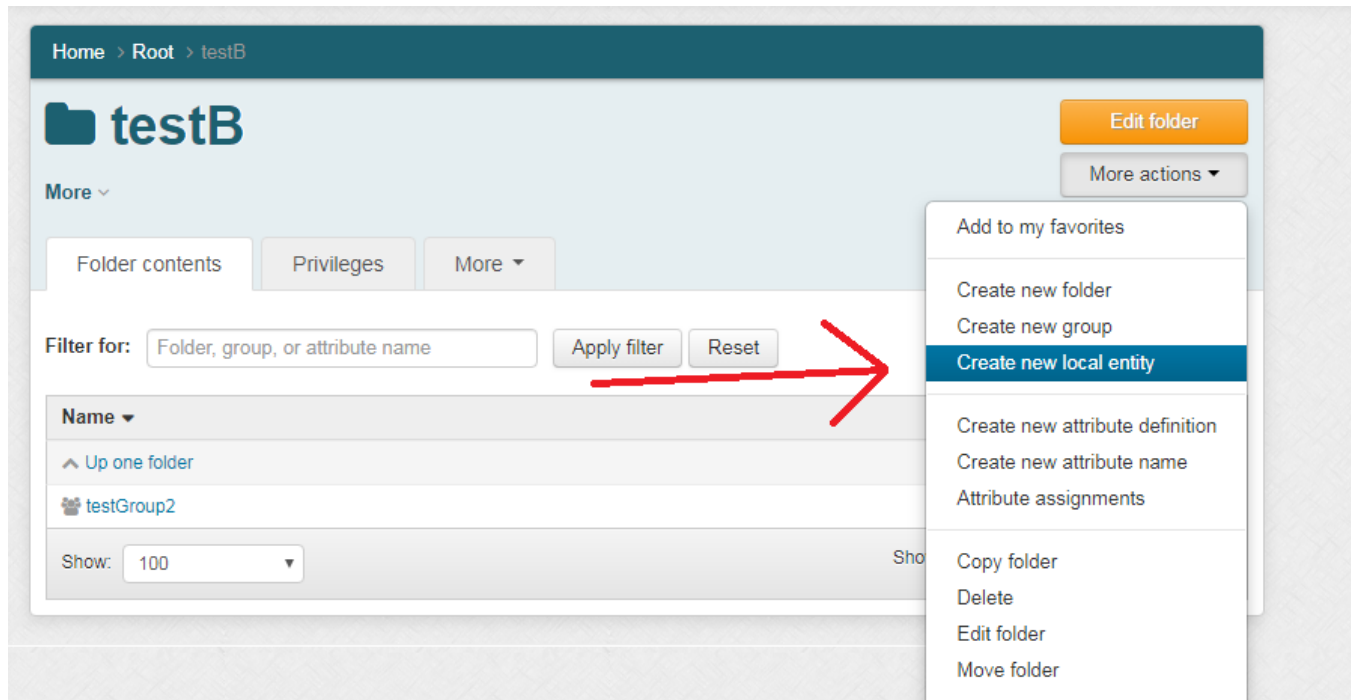 Home > Root > testB
testB
Edit folder
More actions
More
Folder contents
Privileges
More
Filter for:
Folder, group, or attribute name
Apply filter
Reset
Name
Up one folder
testGroup2
Show:
100
Sho
Add to my favorites
Create new folder
Create new group
Create new local entity
Create new attribute definition
Create new attribute name
Attribute assignments
Copy folder
Delete
Edit folder
Move folder